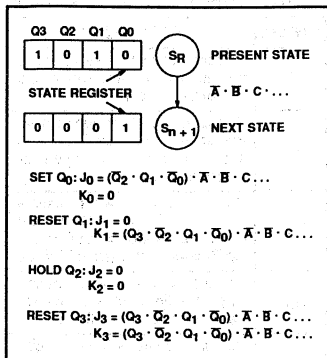 Q3 Q2 Q1 Q0
1 0 1 0
S_R
PRESENT STATE
STATE REGISTER
A̅ · B̅ · C · ...
0 0 0 1
S_{n + 1}
NEXT STATE
SET Q₀: J₀ = (Q̅₂ · Q₁ · Q̅₀) · A̅ · B̅ · C ...
K₀ = 0
RESET Q₁: J₁ = 0
K₁ = (Q₃ · Q̅₂ · Q₁ · Q̅₀) · A̅ · B̅ · C ...
HOLD Q₂: J₂ = 0
K₂ = 0
RESET Q₃: J₃ = (Q₃ · Q̅₂ · Q₁ · Q̅₀) · A̅ · B̅ · C ...
K₃ = (Q₃ · Q̅₂ · Q₁ · Q̅₀) · A̅ · B̅ · C ...